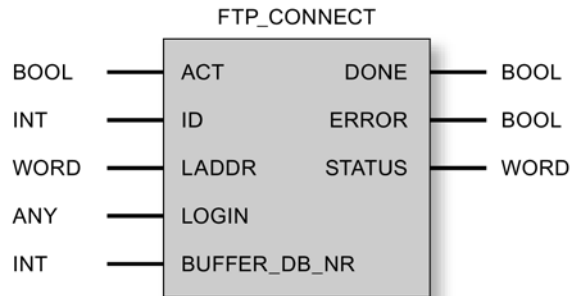 FTP_CONNECT
BOOL ACT DONE BOOL
INT ID ERROR BOOL
WORD LADDR STATUS WORD
ANY LOGIN
INT BUFFER_DB_NR